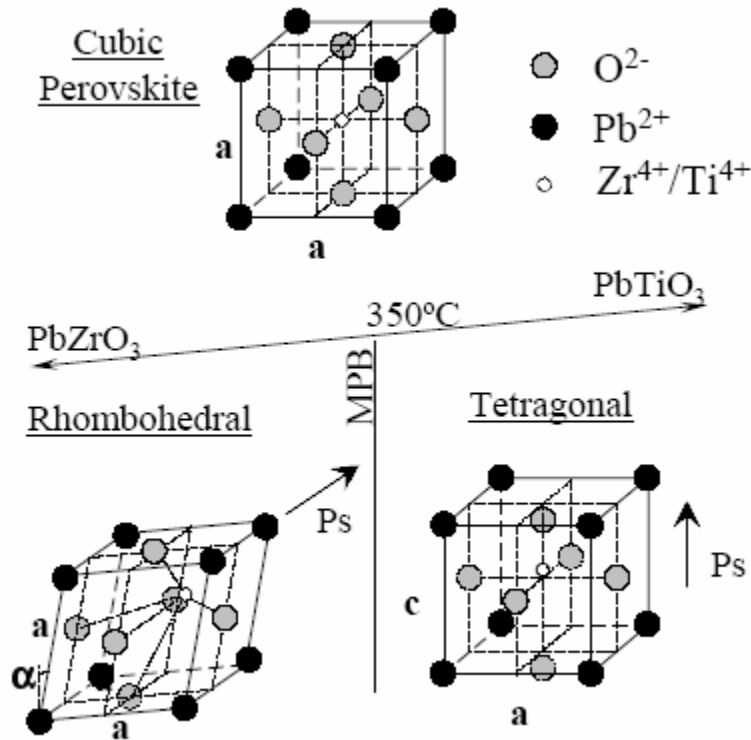 Cubic
Perovskite
O²⁻
Pb²⁺
Zr⁴⁺/Ti⁴⁺
a
a
PbTiO₃
350ºC
PbZrO₃
MPB
Rhombohedral
Tetragonal
Ps
Ps
a
α
a
c
a